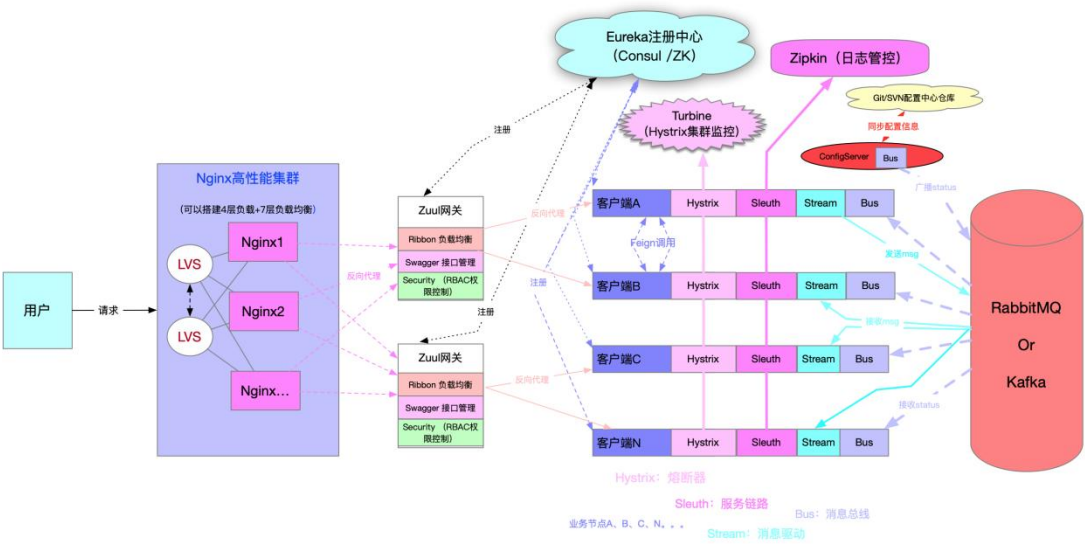 Eureka注册中心
（Consul /ZK）
Zipkin（日志管控）
Git/SVN配置中心仓库
同步配置信息
ConfigServer
Bus
Turbine
（Hystrix集群监控）
注册
广播status
Nginx高性能集群
（可以搭建4层负载+7层负载均衡）
Nginx1
LVS
Nginx2
LVS
Nginx…
用户
请求
反向代理
Zuul网关
Ribbon 负载均衡
Swagger 接口管理
Security （RBAC权
限控制）
注册
Zuul网关
Ribbon 负载均衡
Swagger 接口管理
Security （RBAC权
限控制）
反向代理
反向代理
注册
客户端A
Hystrix
Sleuth
Stream
Bus
Feign调用
发送msg
客户端B
Hystrix
Sleuth
Stream
Bus
接收msg
客户端C
Hystrix
Sleuth
Stream
Bus
接收status
客户端N
Hystrix
Sleuth
Stream
Bus
RabbitMQ
Or
Kafka
Hystrix：熔断器
Sleuth：服务链路
Bus：消息总线
业务节点A、B、C、N。。。
Stream：消息驱动